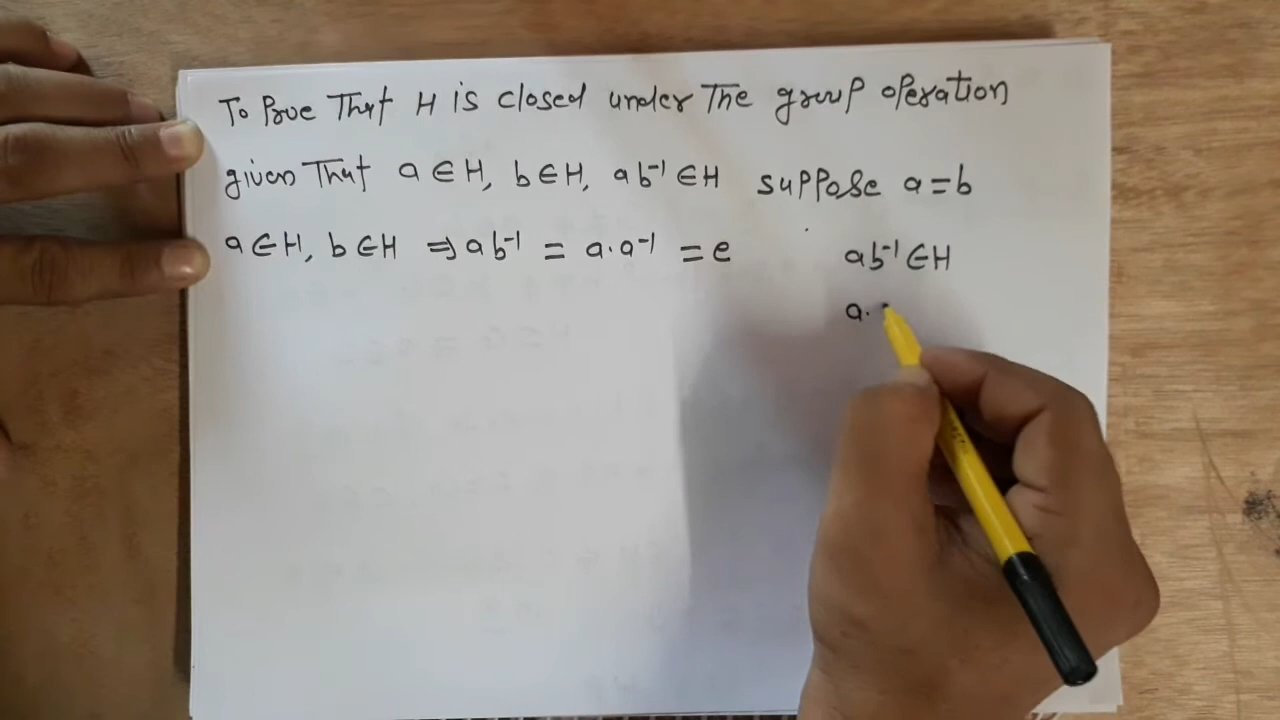 To Prove That H is closed under The group operation
given That a ∈ H, b ∈ H, ab⁻¹ ∈ H suppose a = b
a ∈ H, b ∈ H ⇒ ab⁻¹ = a.a⁻¹ = e
ab⁻¹ ∈ H
a.